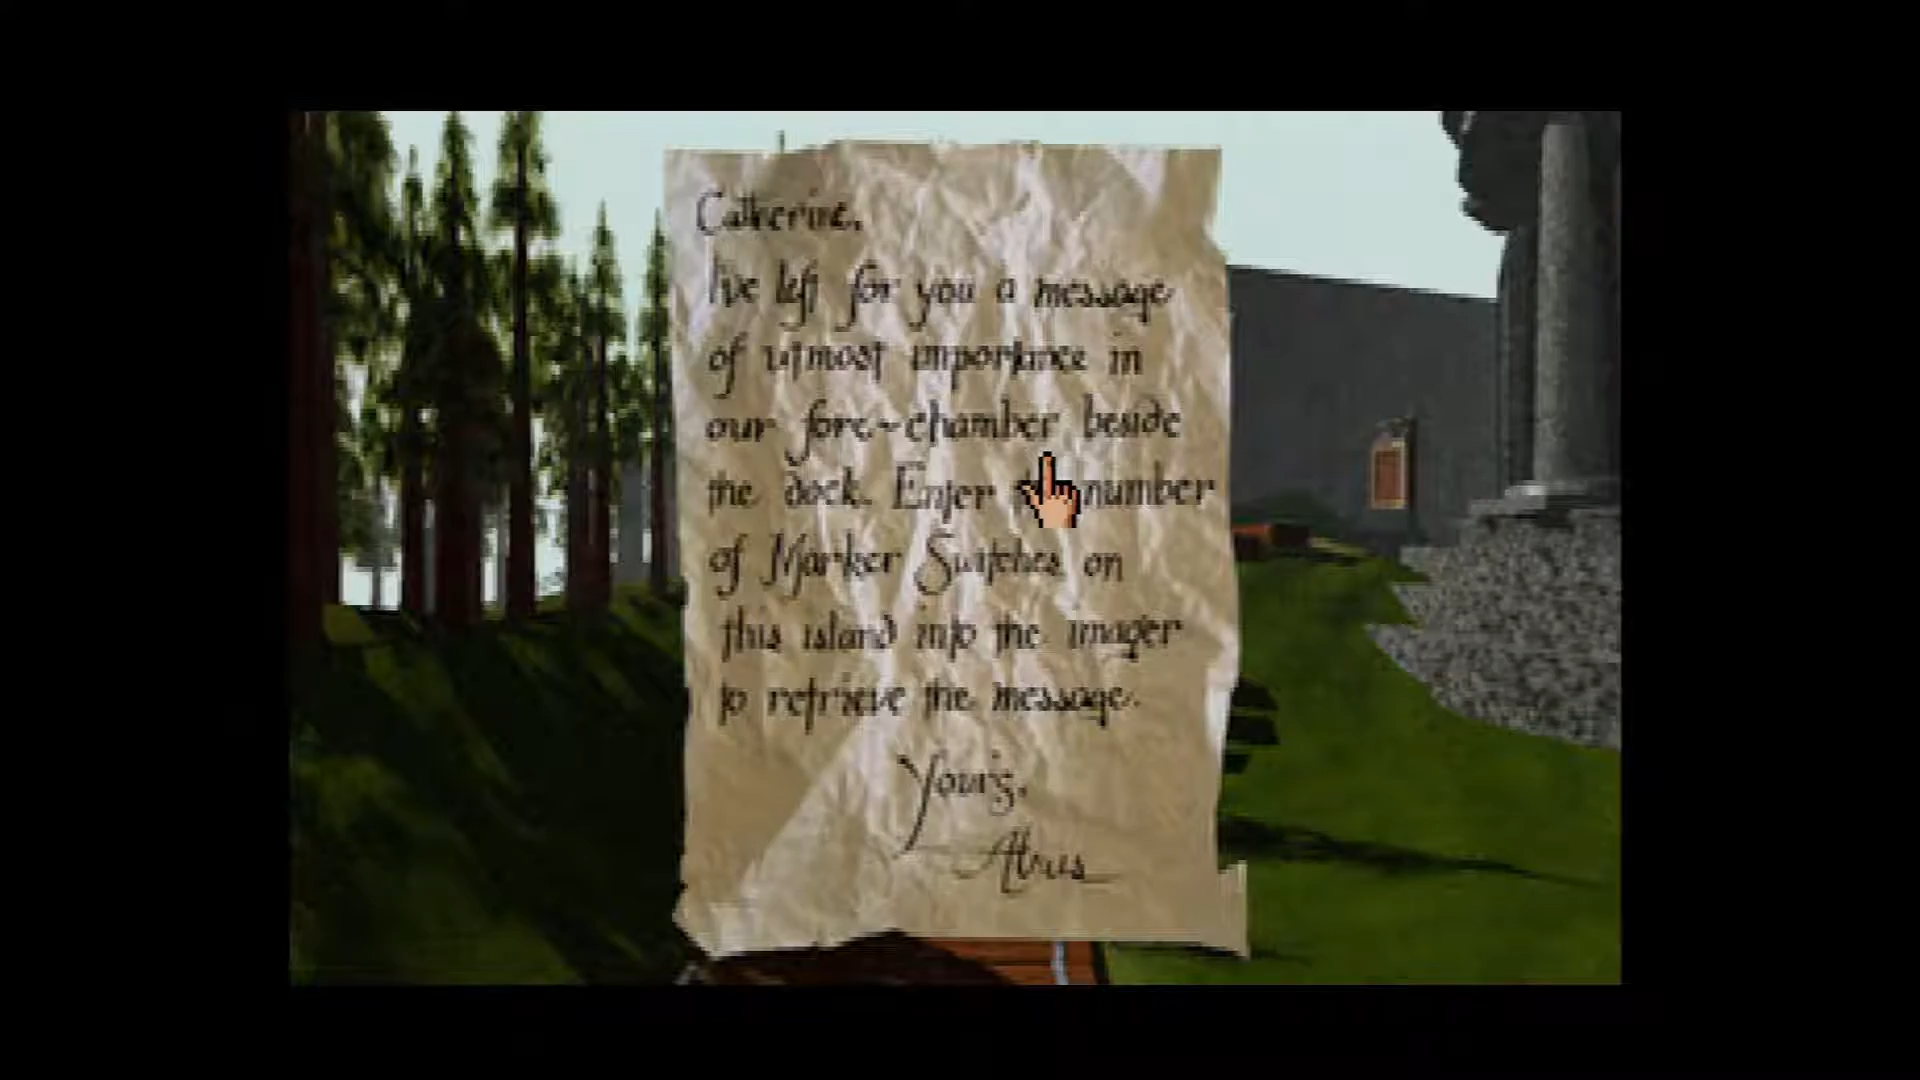 Catherine,
I've left for you a message
of utmost importance in
our fore-chamber beside
the dock. Enter number
of Marker Switches on
this island into the imager
to retrieve the message.
Yours,
Atrus